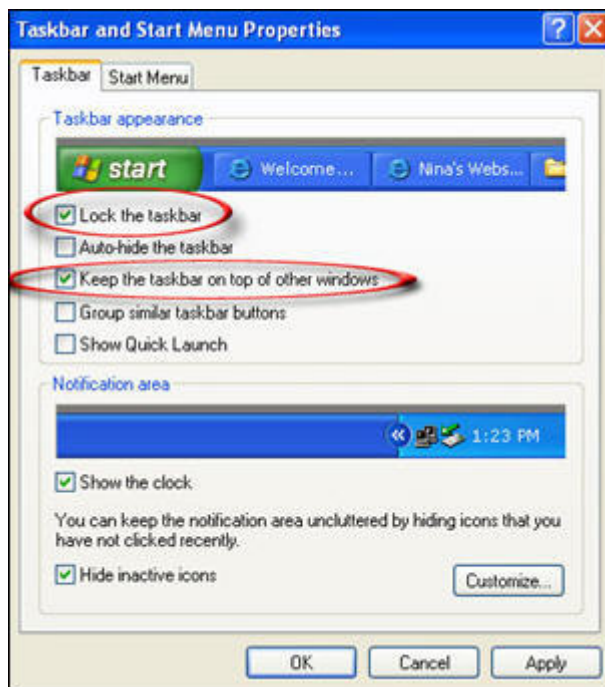 Taskbar and Start Menu Properties
Taskbar
Start Menu
Taskbar appearance
start
Welcome...
Nina's Webs...
Lock the taskbar
Auto-hide the taskbar
Keep the taskbar on top of other windows
Group similar taskbar buttons
Show Quick Launch
Notification area
1:23 PM
Show the clock
You can keep the notification area uncluttered by hiding icons that you
have not clicked recently.
Hide inactive icons
Customize...
OK
Cancel
Apply